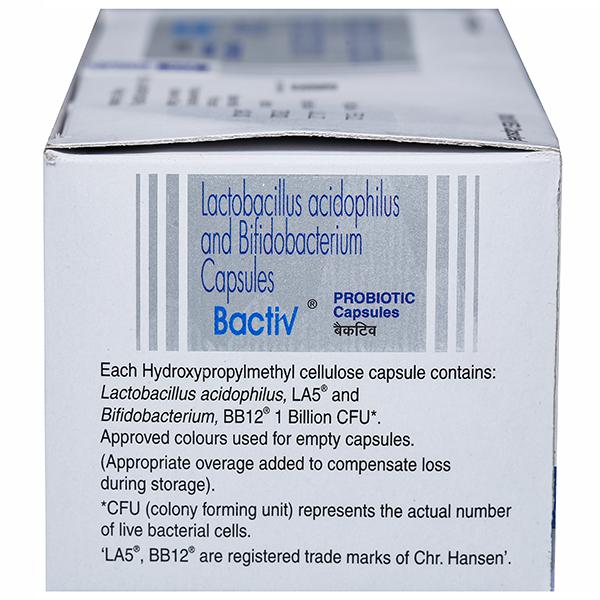 Lactobacillus acidophilus
and Bifidobacterium
Capsules
Bactiv®
PROBIOTIC
Capsules
बैकटिव
Each Hydroxypropylmethyl cellulose capsule contains:
Lactobacillus acidophilus, LA5® and
Bifidobacterium, BB12® 1 Billion CFU*.
Approved colours used for empty capsules.
(Appropriate overage added to compensate loss
during storage).
*CFU (colony forming unit) represents the actual number
of live bacterial cells.
‘LA5®, BB12® are registered trade marks of Chr. Hansen’.